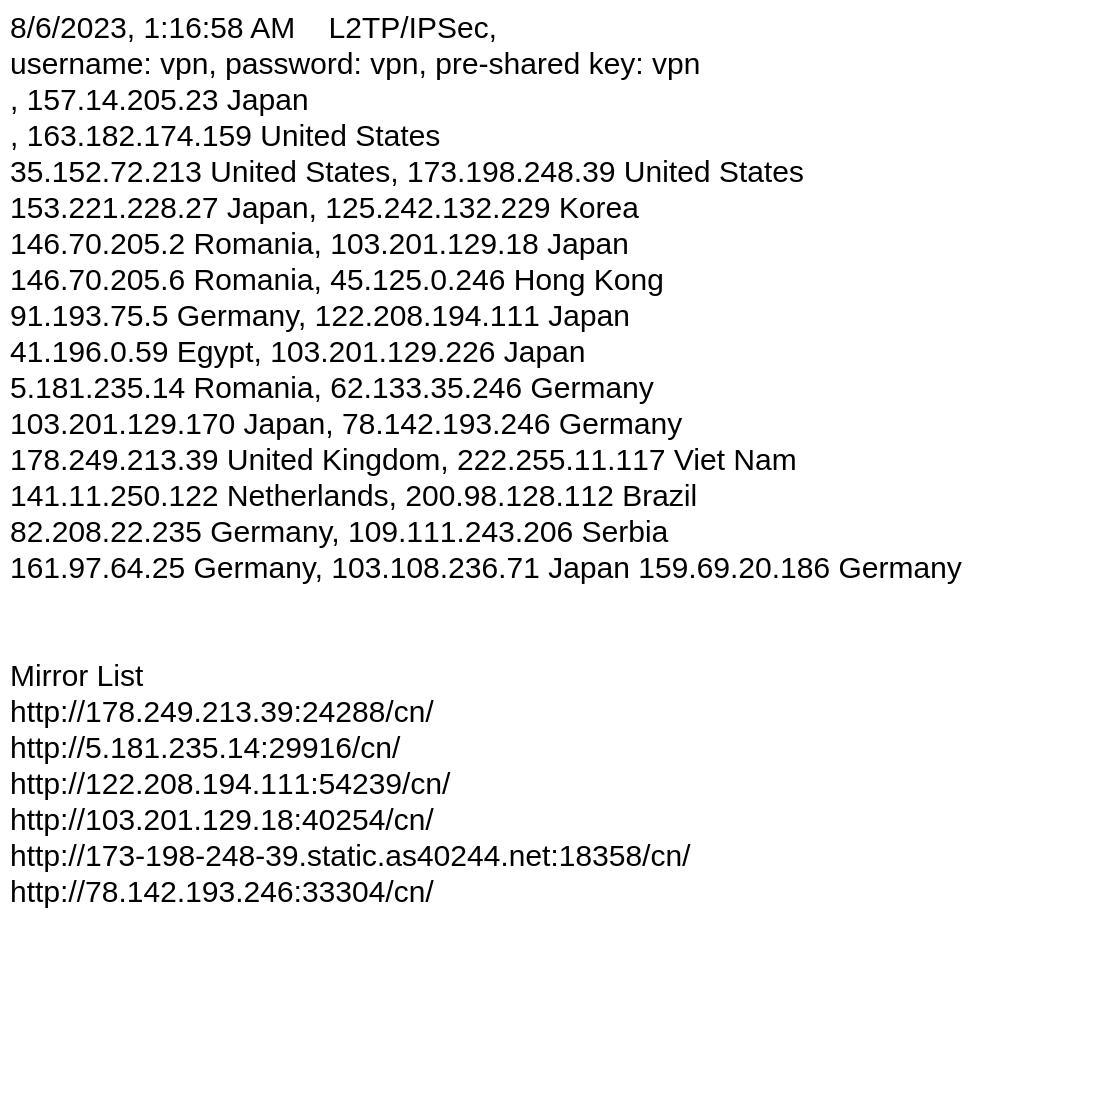 8/6/2023, 1:16:58 AM    L2TP/IPSec,
username: vpn, password: vpn, pre-shared key: vpn
, 157.14.205.23 Japan
, 163.182.174.159 United States
35.152.72.213 United States, 173.198.248.39 United States
153.221.228.27 Japan, 125.242.132.229 Korea
146.70.205.2 Romania, 103.201.129.18 Japan
146.70.205.6 Romania, 45.125.0.246 Hong Kong
91.193.75.5 Germany, 122.208.194.111 Japan
41.196.0.59 Egypt, 103.201.129.226 Japan
5.181.235.14 Romania, 62.133.35.246 Germany
103.201.129.170 Japan, 78.142.193.246 Germany
178.249.213.39 United Kingdom, 222.255.11.117 Viet Nam
141.11.250.122 Netherlands, 200.98.128.112 Brazil
82.208.22.235 Germany, 109.111.243.206 Serbia
161.97.64.25 Germany, 103.108.236.71 Japan 159.69.20.186 Germany
Mirror List
http://178.249.213.39:24288/cn/
http://5.181.235.14:29916/cn/
http://122.208.194.111:54239/cn/
http://103.201.129.18:40254/cn/
http://173-198-248-39.static.as40244.net:18358/cn/
http://78.142.193.246:33304/cn/